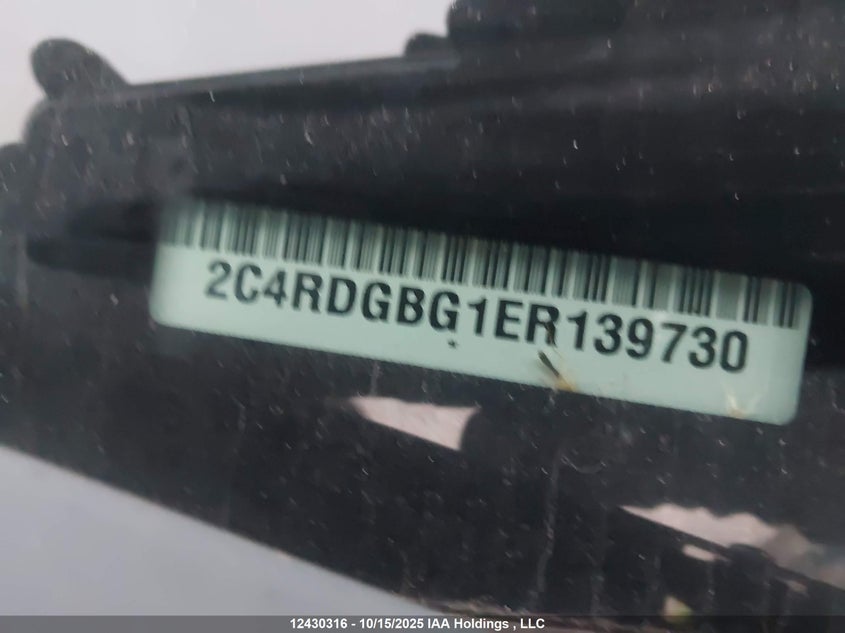 2C4RDGBG1ER139730
12430316 - 10/15/2025 IAA Holdings , LLC